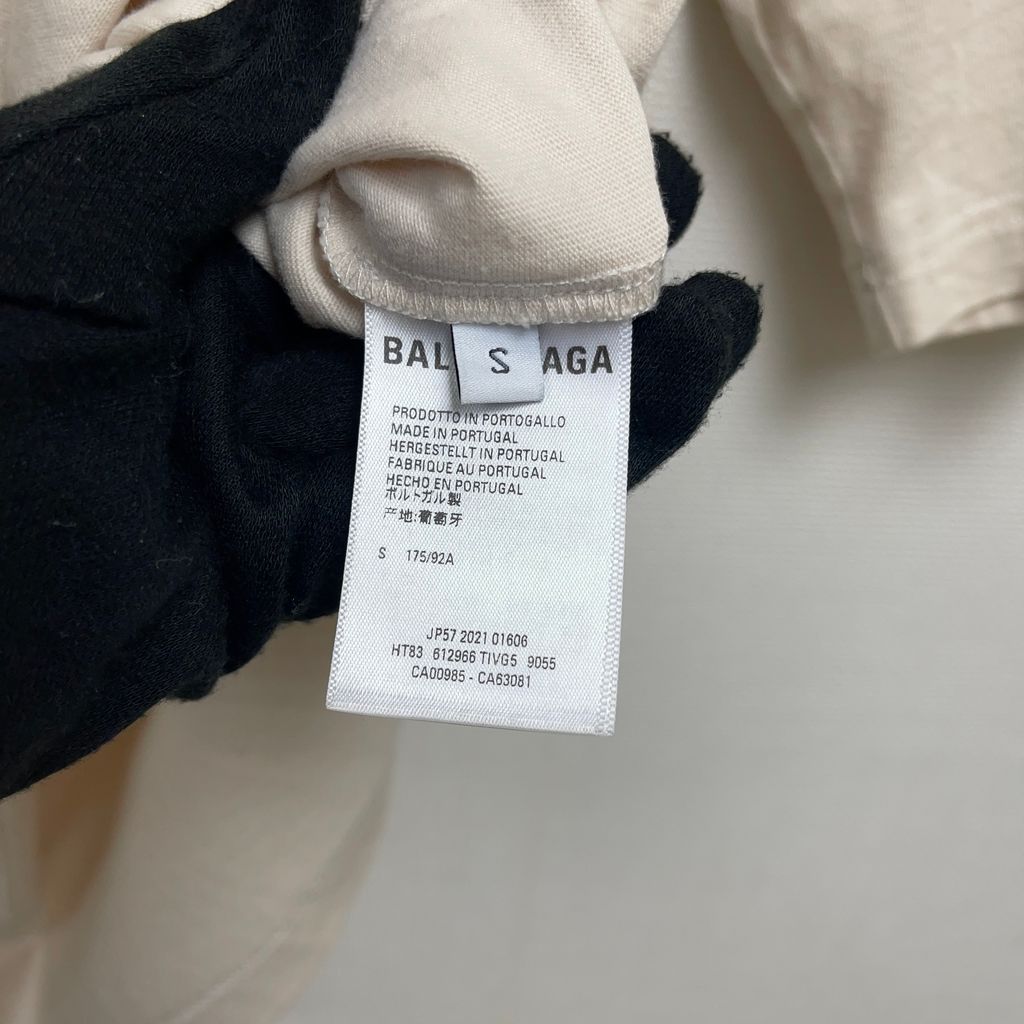 BAL S AGA
PRODOTTO IN PORTOGALLO
MADE IN PORTUGAL
HERGESTELLT IN PORTUGAL
FABRIQUE AU PORTUGAL
HECHO EN PORTUGAL
ポルトガル製
产地:葡萄牙
S 175/92A
JP57 2021 01606
HT83 612966 TIVG5 9055
CA00985 - CA63081